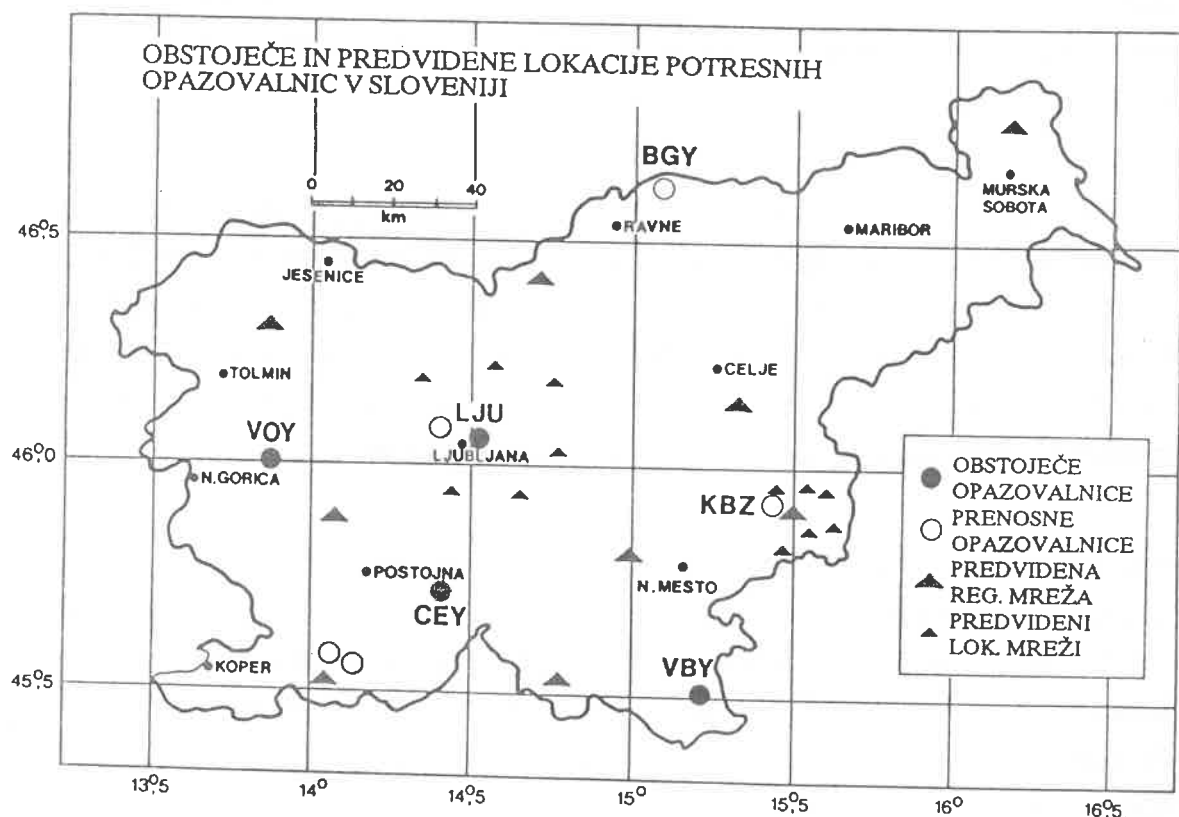 OBSTOJEČE IN PREDVIDENE LOKACIJE POTRESNIH
OPAZOVALNIC V SLOVENIJI
0 20 40
km
BGY
MURSKA
SOBOTA
RAVNE
MARIBOR
46°,5
JESENICE
TOLMIN
CELJE
LJU
VOY
LJUBLJANA
46°,0
N.GORICA
KBZ
OBSTOJEČE
OPAZOVALNICE
PRENOSNE
OPAZOVALNICE
PREDVIDENA
REG. MREŽA
PREDVIDENI
LOK. MREŽI
POSTOJNA
N.MESTO
CEY
KOPER
VBY
45°,5
13°,5 14° 14°,5 15° 15°,5 16° 16°,5